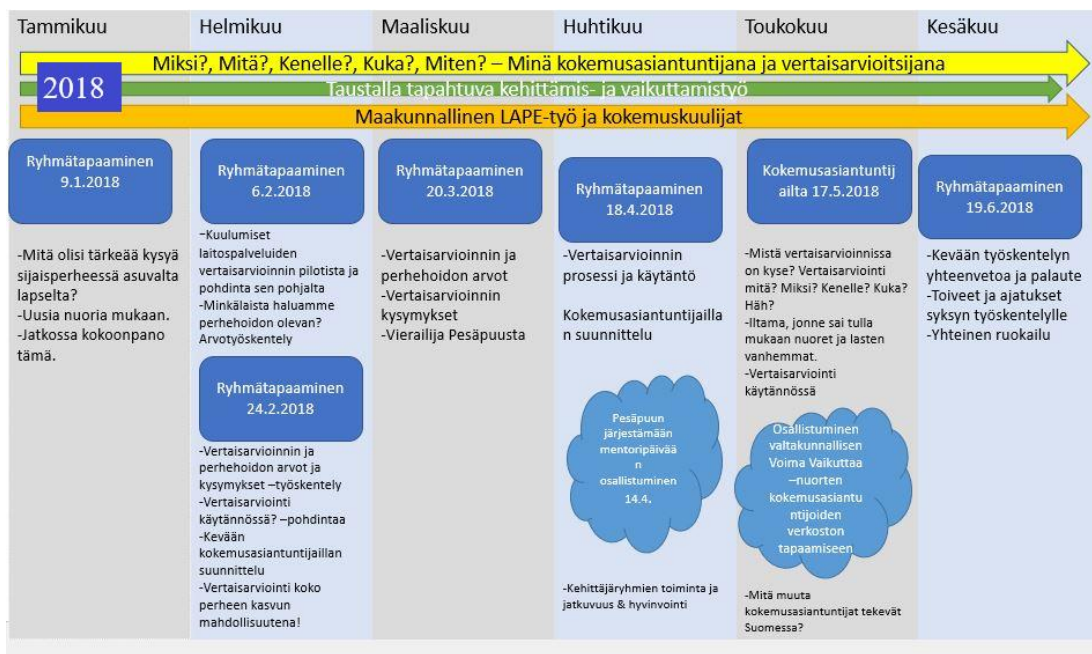 Tammikuu
Helmikuu
Maaliskuu
Huhtikuu
Toukokuu
Kesäkuu
Miksi?, Mitä?, Kenelle?, Kuka?, Miten? – Minä kokemusasiantuntijana ja vertaisarvioitsijana
2018
Taustalla tapahtuva kehittämis- ja vaikuttamistyö
Maakunnallinen LAPE-työ ja kokemuskuulijat
Ryhmätapaaminen
9.1.2018
-Mitä olisi tärkeää kysyä
sijaisperheessä asuvalta
lapselta?
-Uusia nuoria mukaan.
-Jatkossa kokoonpano
tämä.
Ryhmätapaaminen
6.2.2018
-Kuulumiset
laitospalveluiden
vertaisarvioinnin pilotista ja
pohdinta sen pohjalta
-Minkälaista haluamme
perhehoidon olevan?
Arvotyöskentely
Ryhmätapaaminen
24.2.2018
-Vertaisarvioinnin ja
perhehoidon arvot ja
kysymykset –työskentely
-Vertaisarviointi
käytännössä? –pohdintaa
-Kevään
kokemusasiantuntijaillan
suunnittelu
-Vertaisarviointi koko
perheen kasvun
mahdollisuutena!
Ryhmätapaaminen
20.3.2018
-Vertaisarvioinnin ja
perhehoidon arvot
-Vertaisarvioinnin
kysymykset
-Vierailija Pesäpuusta
Ryhmätapaaminen
18.4.2018
-Vertaisarvioinnin
prosessi ja käytäntö
Kokemusasiantuntijailla
n suunnittelu
Pesäpuun
järjestämään
mentoripäivää
n
osallistuminen
14.4.
-Kehittäjäryhmien toiminta ja
jatkuvuus & hyvinvointi
Kokemusasiantuntij
ailta 17.5.2018
-Mistä vertaisarvioinnissa
on kyse? Vertaisarviointi
mitä? Miksi? Kenelle? Kuka?
Häh?
-Iltama, jonne sai tulla
mukaan nuoret ja lasten
vanhemmat.
-Vertaisarviointi
käytännössä
Osallistuminen
valtakunnallisen
Voima Vaikuttaa
–nuorten
kokemusasiantu
ntijoiden
verkoston
tapaamiseen
-Mitä muuta
kokemusasiantuntijat tekevät
Suomessa?
Ryhmätapaaminen
19.6.2018
-Kevään työskentelyn
yhteenvetoa ja palaute
-Toiveet ja ajatukset
syksyn työskentelylle
-Yhteinen ruokailu